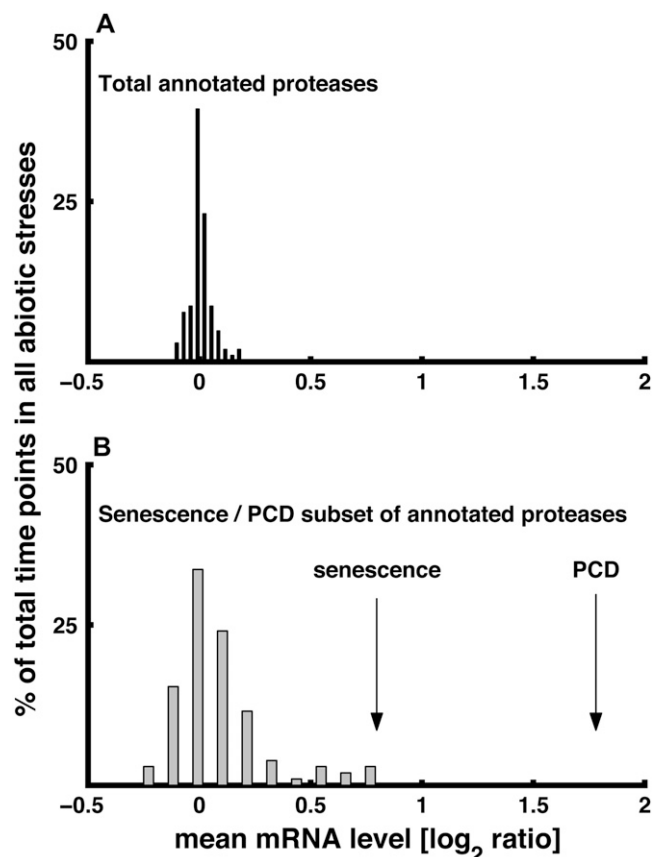 A
50
Total annotated proteases
25
−0.5 0 0.5 1 1.5 2
B
50
Senescence / PCD subset of annotated proteases
senescence PCD
25
−0.5 0 0.5 1 1.5 2
mean mRNA level [log2 ratio]
% of total time points in all abiotic stresses